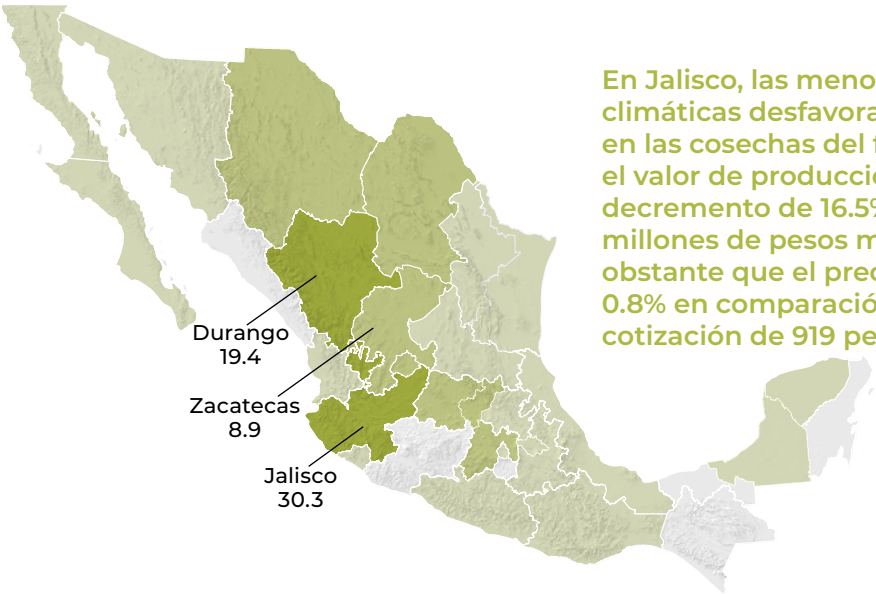 En Jalisco, las meno
climáticas desfavora
en las cosechas del
el valor de producci
decremento de 16.5%
millones de pesos m
obstante que el prec
0.8% en comparació
cotización de 919 pe
Durango
19.4
Zacatecas
8.9
Jalisco
30.3